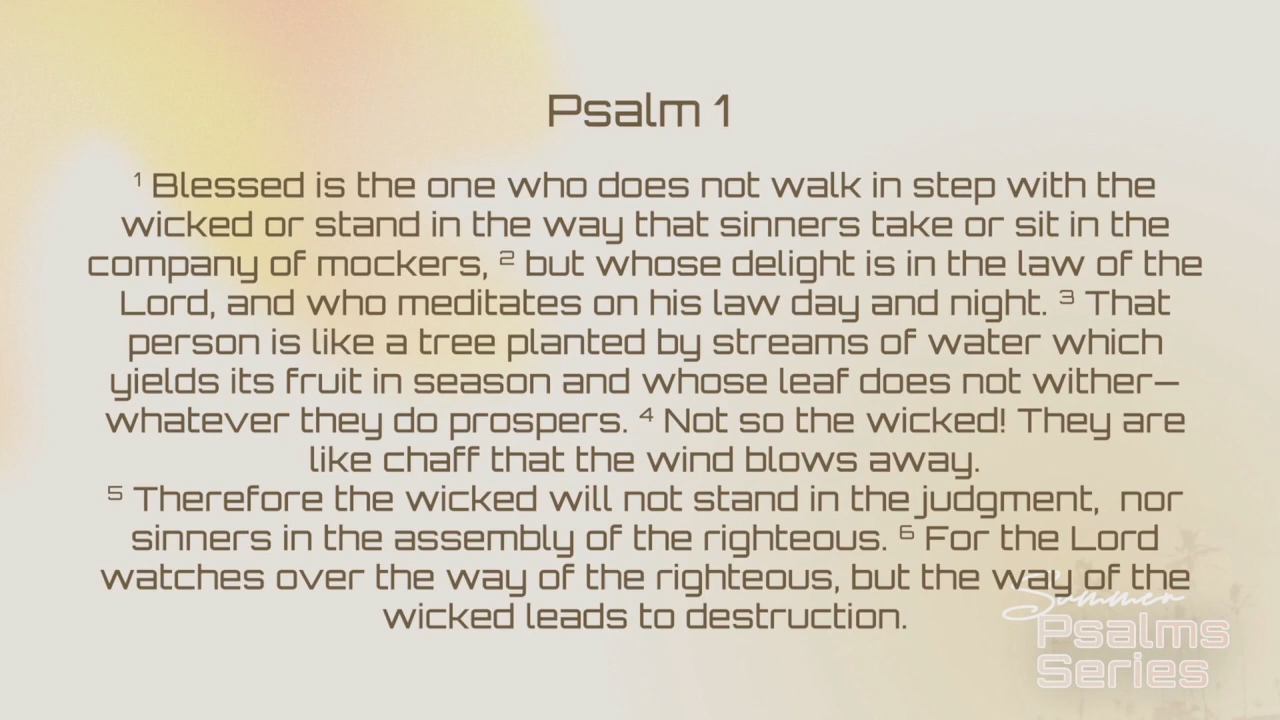 Psalm 1
¹ Blessed is the one who does not walk in step with the
wicked or stand in the way that sinners take or sit in the
company of mockers, ² but whose delight is in the law of the
Lord, and who meditates on his law day and night. ³ That
person is like a tree planted by streams of water which
yields its fruit in season and whose leaf does not wither—
whatever they do prospers. ⁴ Not so the wicked! They are
like chaff that the wind blows away.
⁵ Therefore the wicked will not stand in the judgment,  nor
sinners in the assembly of the righteous. ⁶ For the Lord
watches over the way of the righteous, but the way of the
wicked leads to destruction.
Summer
Psalms
Series